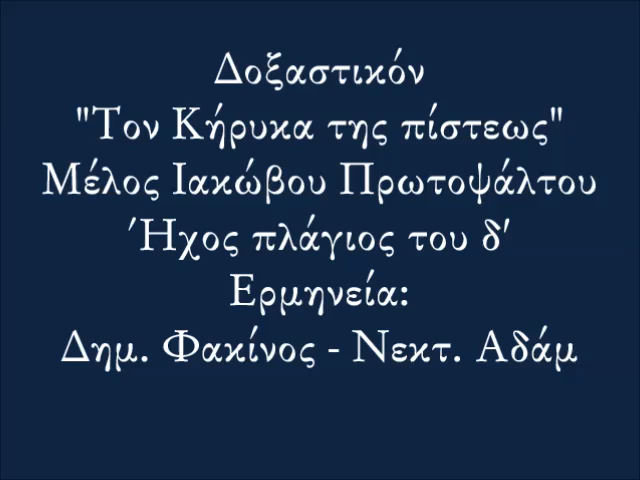 Δοξαστικόν
"Τον Κήρυκα της πίστεως"
Μέλος Ιακώβου Πρωτοψάλτου
Ήχος πλάγιος του δ'
Ερμηνεία:
Δημ. Φακίνος - Νεκτ. Αδάμ